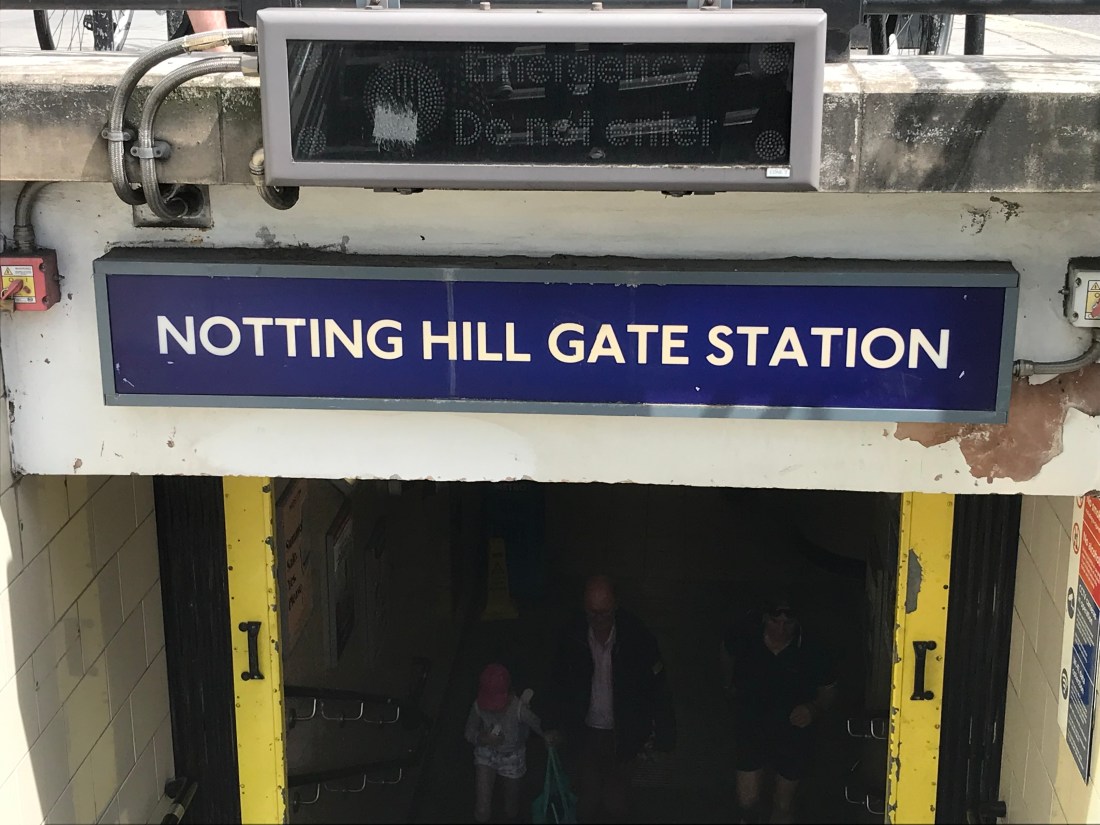 Emergency
Do not enter
NOTTING HILL GATE STATION